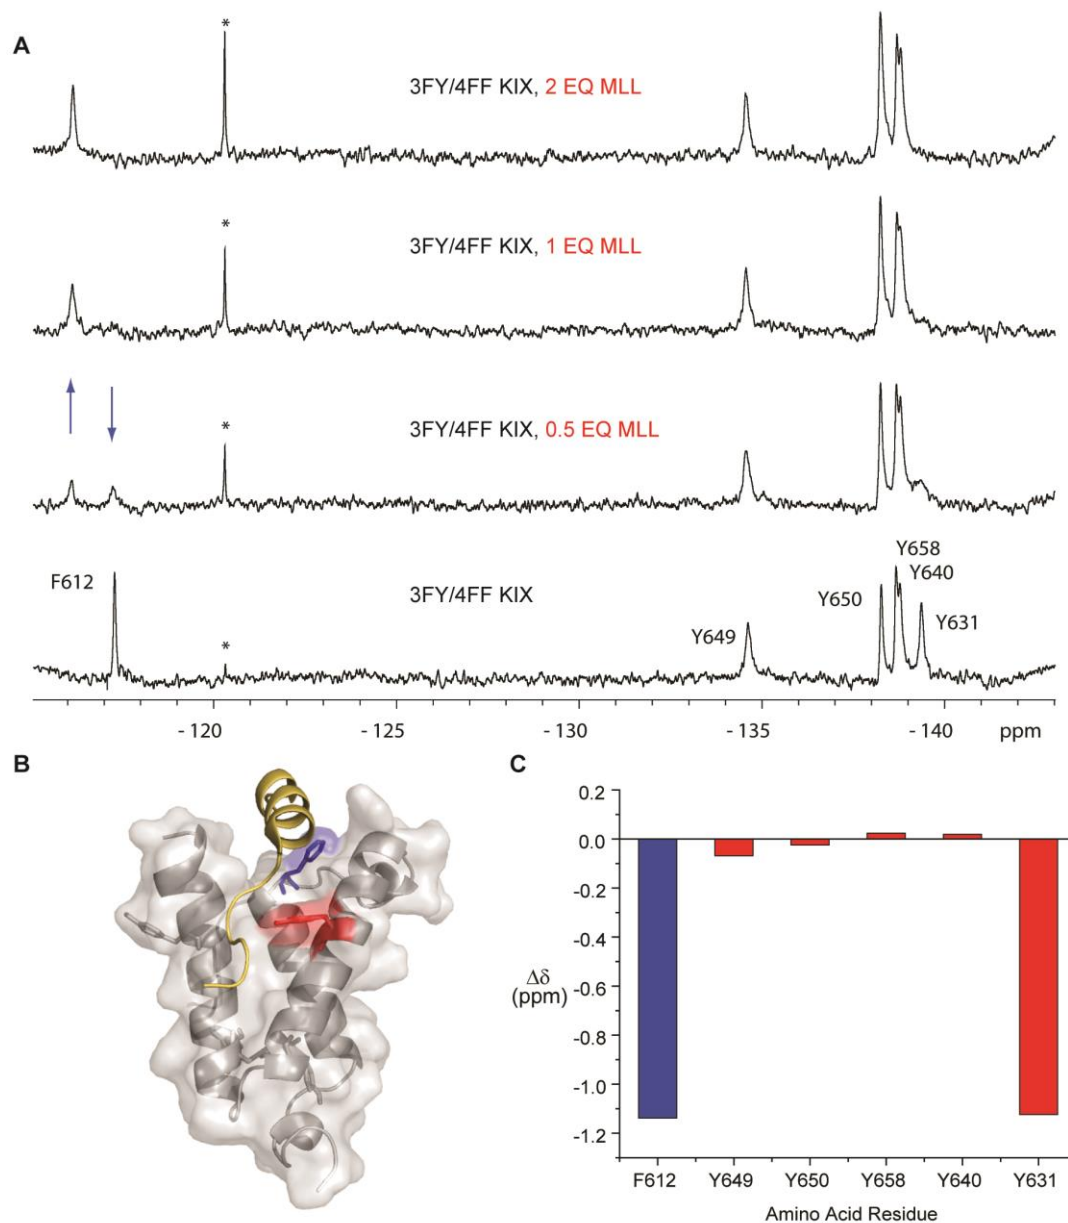 A
*
3FY/4FF KIX, 2 EQ MLL
*
3FY/4FF KIX, 1 EQ MLL
*
3FY/4FF KIX, 0.5 EQ MLL
F612
*
3FY/4FF KIX
Y649
Y650
Y658
Y640
Y631
- 120
- 125
- 130
- 135
- 140
ppm
B
C
0.2
0.0
-0.2
-0.4
-0.6
-0.8
-1.0
-1.2
Δδ
(ppm)
F612 Y649 Y650 Y658 Y640 Y631
Amino Acid Residue